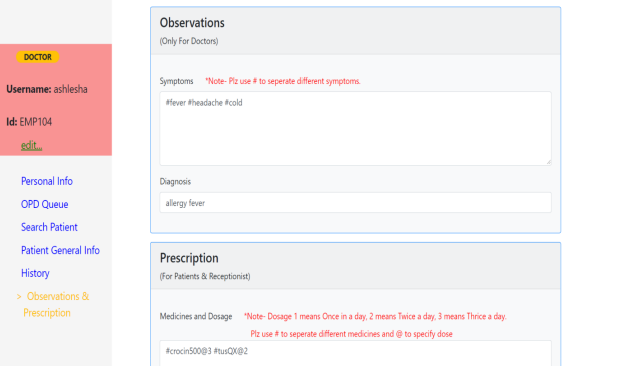 DOCTOR
Username: ashlesha
Id: EMP104
edit...
Personal Info
OPD Queue
Search Patient
Patient General Info
History
> Observations &
Prescription
Observations
(Only For Doctors)
Symptoms *Note- Plz use # to seperate different symptoms.
#fever #headache #cold
Diagnosis
allergy fever
Prescription
(For Patients & Receptionist)
Medicines and Dosage *Note- Dosage 1 means Once in a day, 2 means Twice a day, 3 means Thrice a day.
Plz use # to seperate different medicines and @ to specify dose
#crocin500@3 #tusQX@2